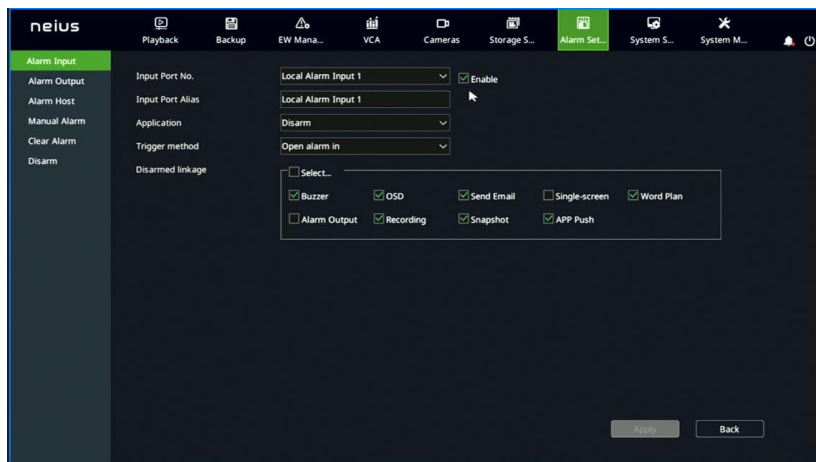 neius
Playback Backup EW Mana... VCA Cameras Storage S... Alarm Set... System S... System M...
Alarm Input
Alarm Output
Alarm Host
Manual Alarm
Clear Alarm
Disarm
Input Port No. Local Alarm Input 1 Enable
Input Port Alias Local Alarm Input 1
Application Disarm
Trigger method Open alarm in
Disarmed linkage
Select...
Buzzer OSD Send Email Single-screen Word Plan
Alarm Output Recording Snapshot APP Push
Apply Back